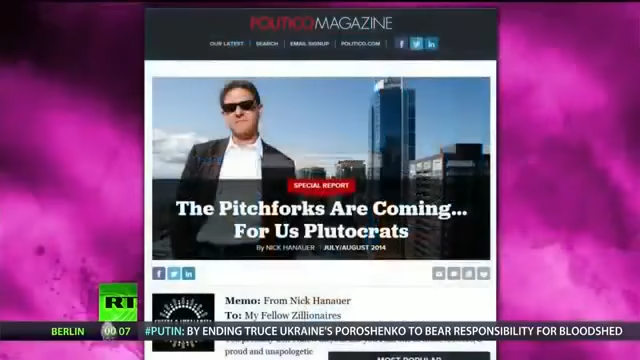 POLITICO MAGAZINE
OUR LATEST | SEARCH | EMAIL SIGNUP | POLITICO.COM
SPECIAL REPORT
The Pitchforks Are Coming...
For Us Plutocrats
By NICK HANAUER | JULY/AUGUST 2014
Memo: From Nick Hanauer
To: My Fellow Zillionaires
proud and unapologetic
MOST POPULAR
RT
BERLIN 00 07 #PUTIN: BY ENDING TRUCE UKRAINE'S POROSHENKO TO BEAR RESPONSIBILITY FOR BLOODSHED